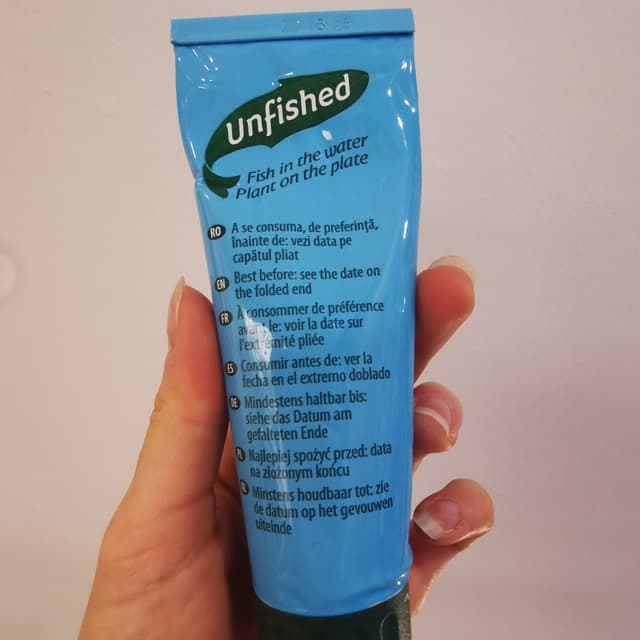 Unfished
Fish in the water
Plant on the plate
RO A se consuma, de preferinţă,
înainte de: vezi data pe
capătul pliat
EN Best before: see the date on
the folded end
FR À consommer de préférence
avant le: voir la date sur
l'extrémité pliée
ES Consumir antes de: ver la
fecha en el extremo doblado
DE Mindestens haltbar bis:
siehe das Datum am
gefalteten Ende
PL Najlepiej spożyć przed: data
na złożonym końcu
Minstens houdbaar tot: zie
de datum op het gevouwen
uiteinde